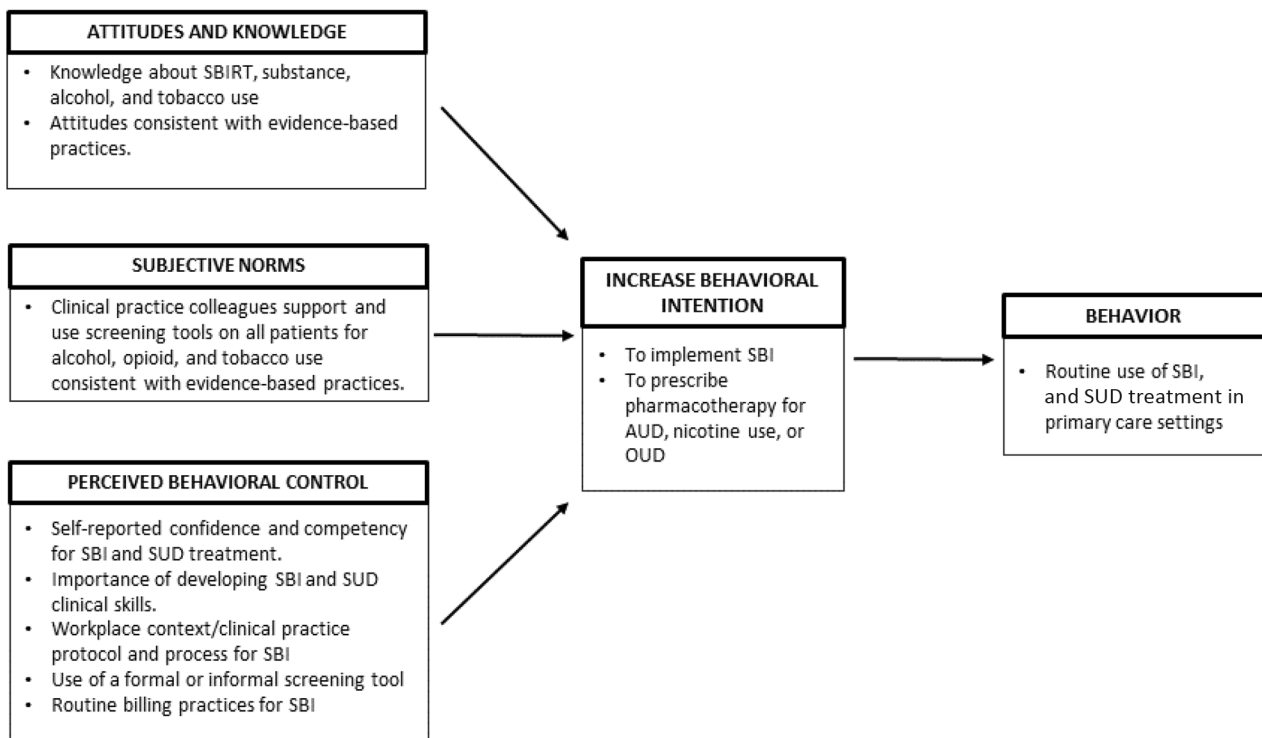 ATTITUDES AND KNOWLEDGE
• Knowledge about SBIRT, substance,
alcohol, and tobacco use
• Attitudes consistent with evidence-based
practices.
SUBJECTIVE NORMS
• Clinical practice colleagues support and
use screening tools on all patients for
alcohol, opioid, and tobacco use
consistent with evidence-based practices.
PERCEIVED BEHAVIORAL CONTROL
• Self-reported confidence and competency
for SBI and SUD treatment.
• Importance of developing SBI and SUD
clinical skills.
• Workplace context/clinical practice
protocol and process for SBI
• Use of a formal or informal screening tool
• Routine billing practices for SBI
INCREASE BEHAVIORAL
INTENTION
• To implement SBI
• To prescribe
pharmacotherapy for
AUD, nicotine use, or
OUD
BEHAVIOR
• Routine use of SBI,
and SUD treatment in
primary care settings